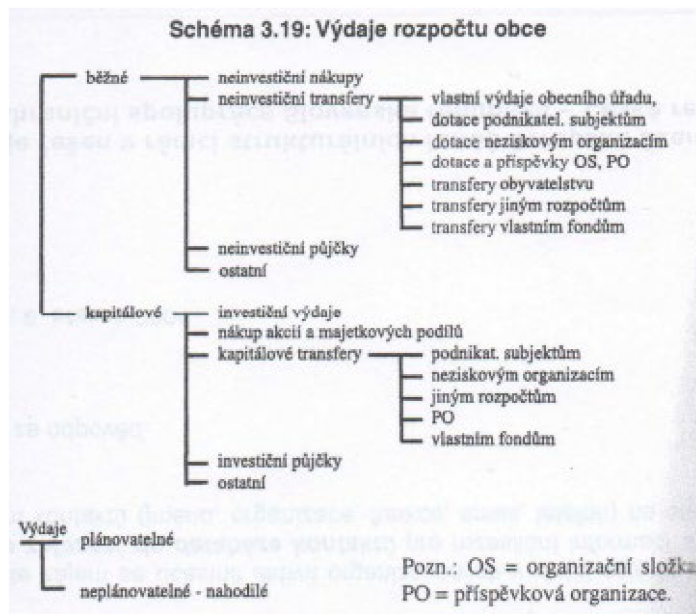 Schéma 3.19: Výdaje rozpočtu obce
běžné
neinvestiční nákupy
neinvestiční transfery
vlastní výdaje obecního úřadu,
dotace podnikatel. subjektům
dotace neziskovým organizacím
dotace a příspěvky OS, PO
transfery obyvatelstvu
transfery jiným rozpočtům
transfery vlastním fondům
neinvestiční půjčky
ostatní
kapitálové
investiční výdaje
nákup akcií a majetkových podílů
kapitálové transfery
podnikat. subjektům
neziskovým organizacím
jiným rozpočtům
PO
vlastním fondům
investiční půjčky
ostatní
Výdaje
plánovatelné
neplánovatelné - nahodilé
Pozn.: OS = organizační složka
PO = příspěvková organizace.